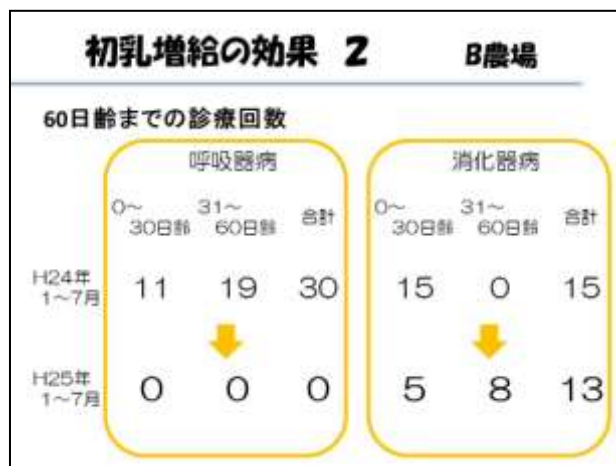 初乳増給の効果 2 B農場
60日齢までの診療回数
呼吸器病 消化器病
0～30日齢 31～60日齢 合計 0～30日齢 31～60日齢 合計
H24年1～7月 11 19 30 15 0 15
H25年1～7月 0 0 0 5 8 13